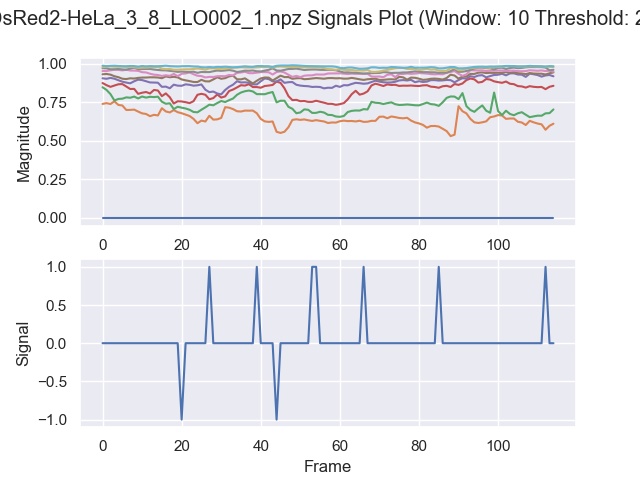 sRed2-HeLa_3_8_LLO002_1.npz Signals Plot (Window: 10 Threshold: 2
1.00
0.75
0.50
0.25
0.00
Magnitude
0 20 40 60 80 100
1.0
0.5
0.0
−0.5
−1.0
Signal
0 20 40 60 80 100
Frame